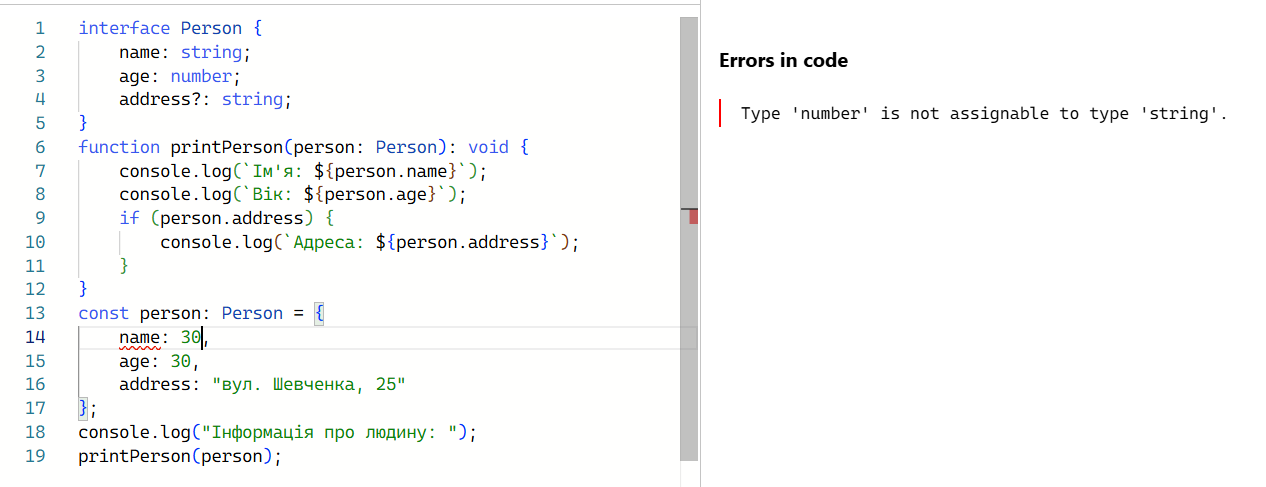 1 interface Person {
2 name: string;
3 age: number;
4 address?: string;
5 }
6 function printPerson(person: Person): void {
7 console.log(`Ім'я: ${person.name}`);
8 console.log(`Вік: ${person.age}`);
9 if (person.address) {
10 console.log(`Адреса: ${person.address}`);
11 }
12 }
13 const person: Person = {
14 name: 30,
15 age: 30,
16 address: "вул. Шевченка, 25"
17 };
18 console.log("Інформація про людину: ");
19 printPerson(person);
Errors in code
Type 'number' is not assignable to type 'string'.